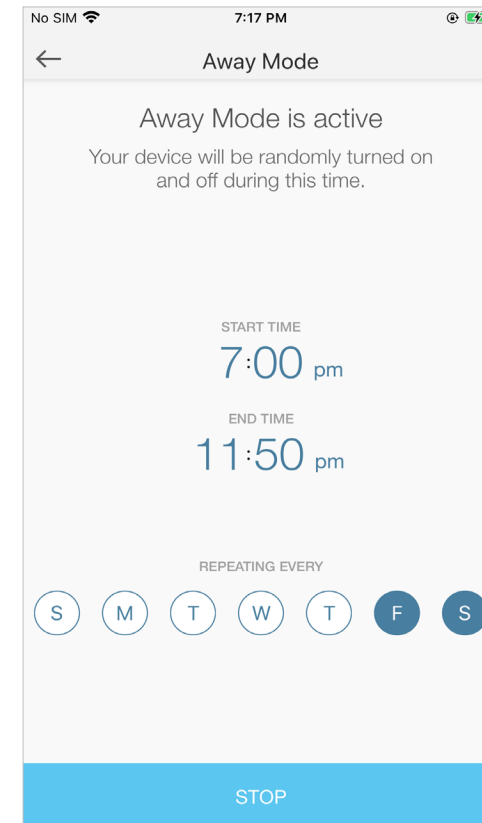 No SIM 7:17 PM
Away Mode
Away Mode is active
Your device will be randomly turned on
and off during this time.
START TIME
7:00 pm
END TIME
11:50 pm
REPEATING EVERY
S M T W T F S
STOP